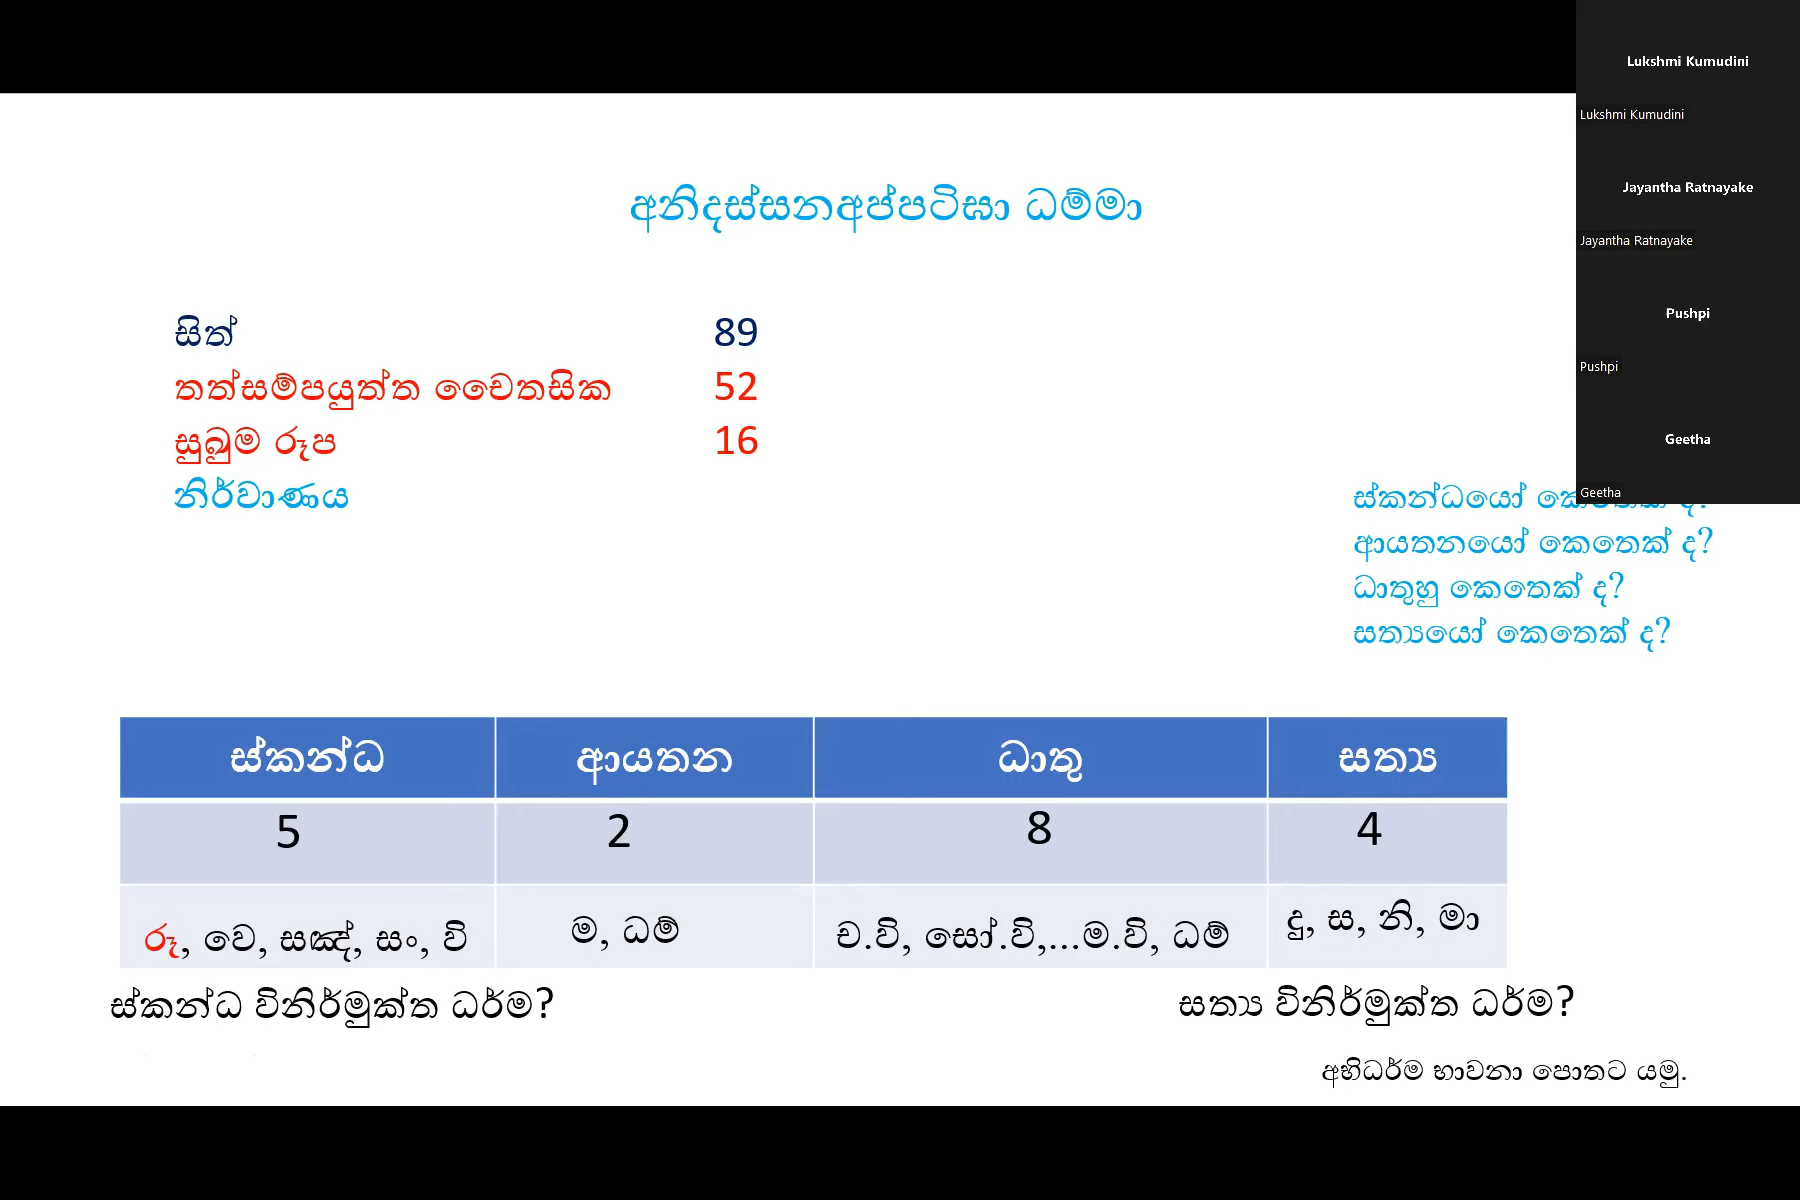 Lukshmi Kumudini
Lukshmi Kumudini
Jayantha Ratnayake
Jayantha Ratnayake
Pushpi
Pushpi
Geetha
Geetha
අනිදස්සනඅප්පටිඝා ධම්මා
සිත් 89
තත්සම්පයුත්ත චෛතසික 52
සුඛුම රූප 16
නිර්වාණය
ස්කන්ධයෝ කෙතෙක් ද?
ආයතනයෝ කෙතෙක් ද?
ධාතුහු කෙතෙක් ද?
සත්‍යයෝ කෙතෙක් ද?
ස්කන්ධ ආයතන ධාතු සත්‍ය
5 2 8 4
රූ, වෙ, සඤ්, සං, වි ම, ධම් ච.වි, සෝ.වි,...ම.වි, ධම් දු, ස, නි, මා
ස්කන්ධ විනිර්මුක්ත ධර්ම? සත්‍ය විනිර්මුක්ත ධර්ම?
අභිධර්ම භාවනා පොතට යමු.